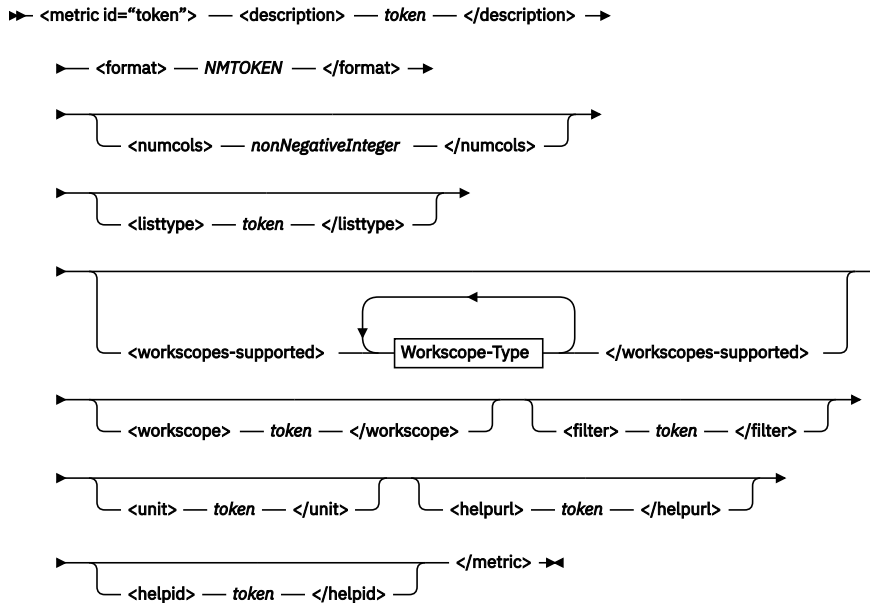 <metric id=“token”> <description> token </description>
<format> NMTOKEN </format>
<numcols> nonNegativeInteger </numcols>
<listtype> token </listtype>
<workscopes-supported> Workscope-Type </workscopes-supported>
<workscope> token </workscope> <filter> token </filter>
<unit> token </unit> <helpurl> token </helpurl>
</metric>
<helpid> token </helpid>